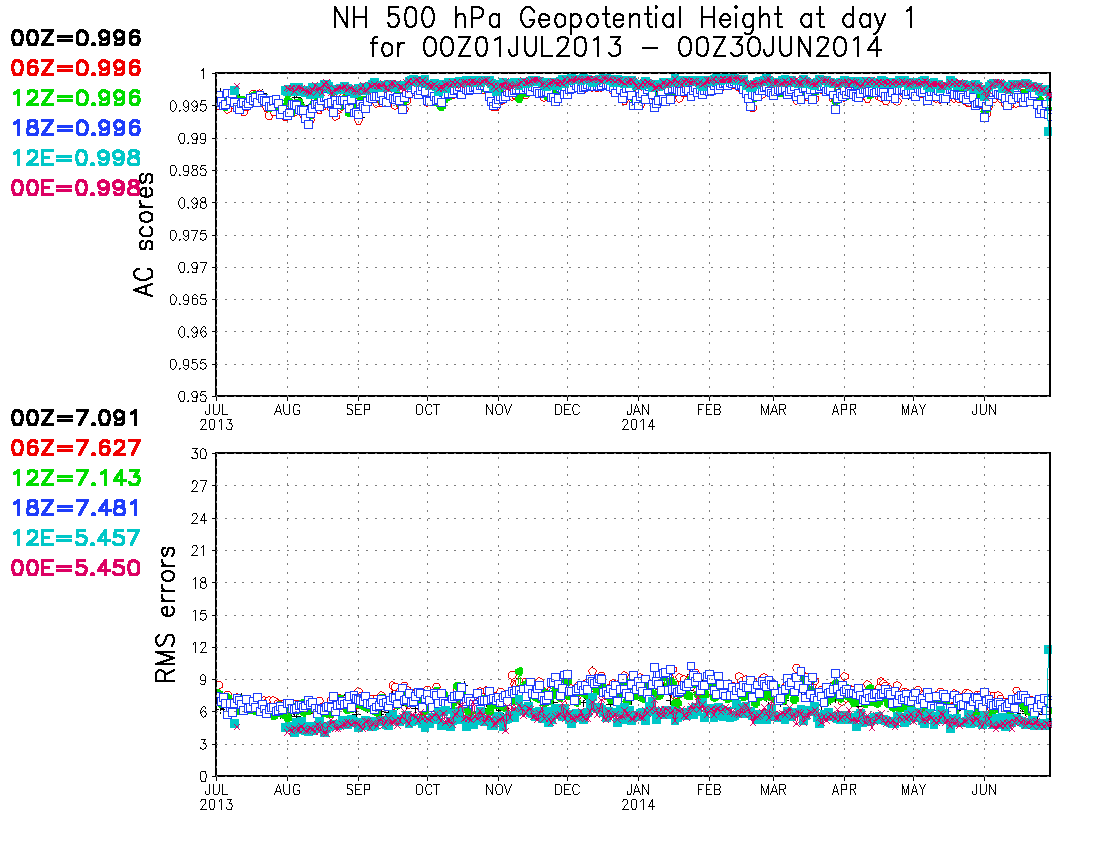 NH 500 hPa Geopotential Height at day 1
for 00Z01JUL2013 – 00Z30JUN2014
00Z=0.996
06Z=0.996
12Z=0.996
18Z=0.996
12E=0.998
00E=0.998
AC scores
1
0.995
0.99
0.985
0.98
0.975
0.97
0.965
0.96
0.955
0.95
JUL AUG SEP OCT NOV DEC JAN FEB MAR APR MAY JUN
2013 2014
00Z=7.091
06Z=7.627
12Z=7.143
18Z=7.481
12E=5.457
00E=5.450
RMS errors
30
27
24
21
18
15
12
9
6
3
0
JUL AUG SEP OCT NOV DEC JAN FEB MAR APR MAY JUN
2013 2014